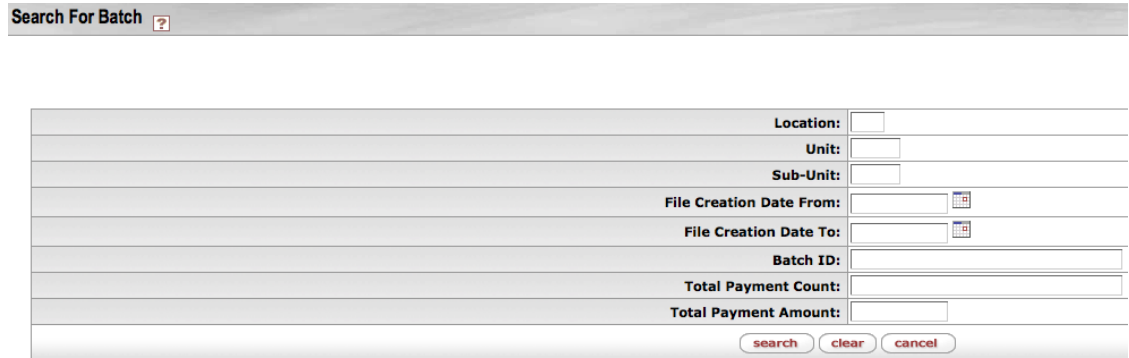 Search For Batch ?
Location:
Unit:
Sub-Unit:
File Creation Date From:
File Creation Date To:
Batch ID:
Total Payment Count:
Total Payment Amount:
search clear cancel